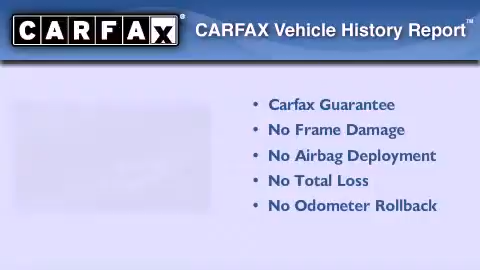 CARFAX® CARFAX Vehicle History Report™
• Carfax Guarantee
• No Frame Damage
• No Airbag Deployment
• No Total Loss
• No Odometer Rollback